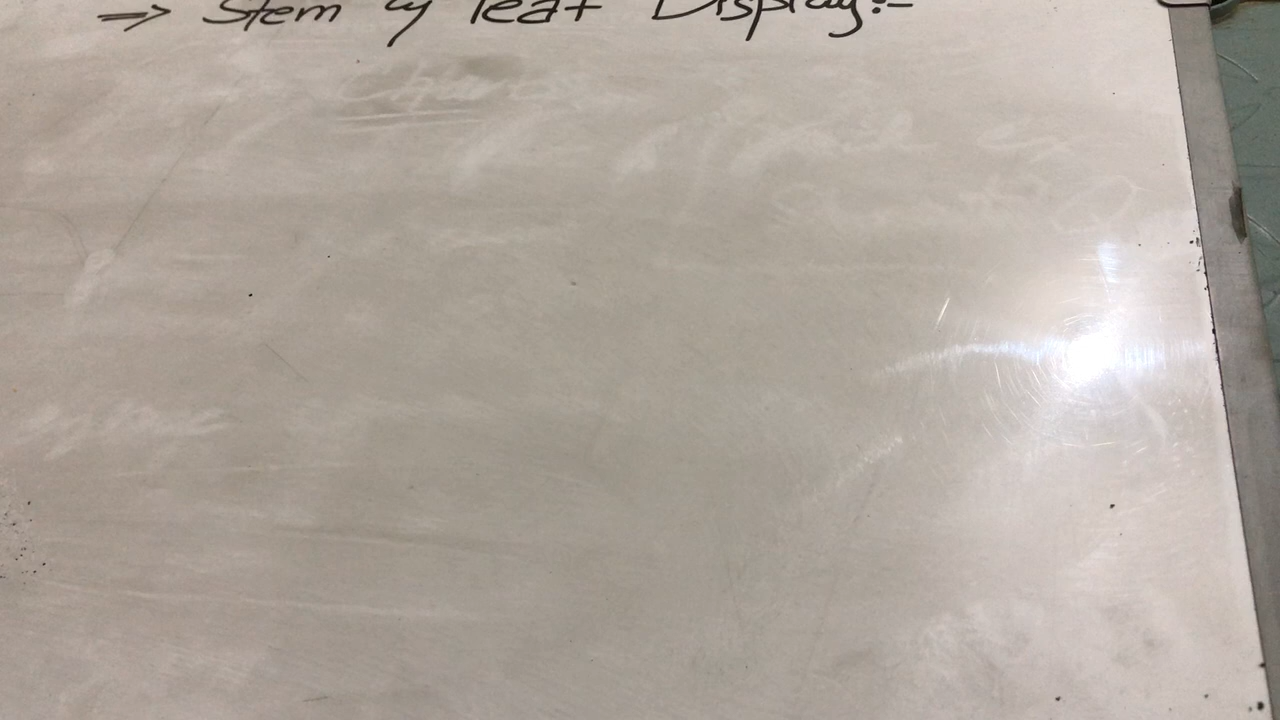 ⇒ Stem & leaf Display:-